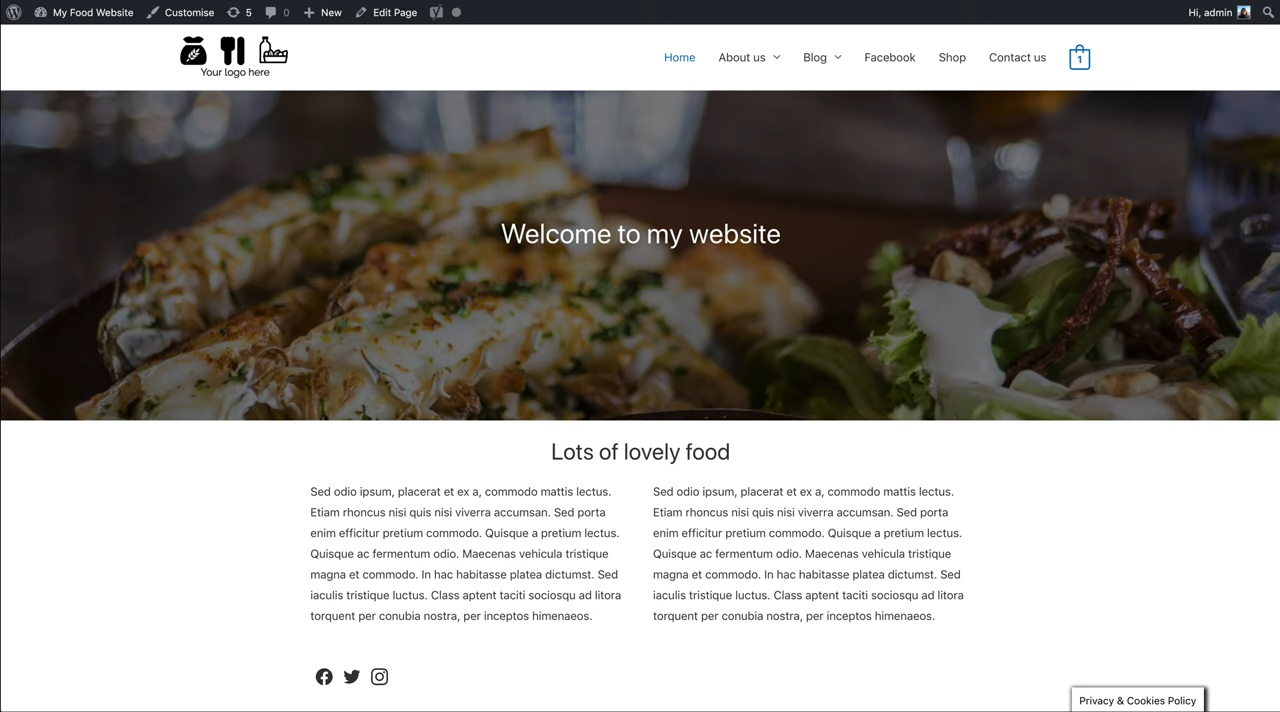 My Food Website Customise 5 0 New Edit Page Hi, admin
Your logo here
Home About us Blog Facebook Shop Contact us 1
Welcome to my website
Lots of lovely food
Sed odio ipsum, placerat et ex a, commodo mattis lectus.
Etiam rhoncus nisi quis nisi viverra accumsan. Sed porta
enim efficitur pretium commodo. Quisque a pretium lectus.
Quisque ac fermentum odio. Maecenas vehicula tristique
magna et commodo. In hac habitasse platea dictumst. Sed
iaculis tristique luctus. Class aptent taciti sociosqu ad litora
torquent per conubia nostra, per inceptos himenaeos.
Sed odio ipsum, placerat et ex a, commodo mattis lectus.
Etiam rhoncus nisi quis nisi viverra accumsan. Sed porta
enim efficitur pretium commodo. Quisque a pretium lectus.
Quisque ac fermentum odio. Maecenas vehicula tristique
magna et commodo. In hac habitasse platea dictumst. Sed
iaculis tristique luctus. Class aptent taciti sociosqu ad litora
torquent per conubia nostra, per inceptos himenaeos.
Privacy & Cookies Policy